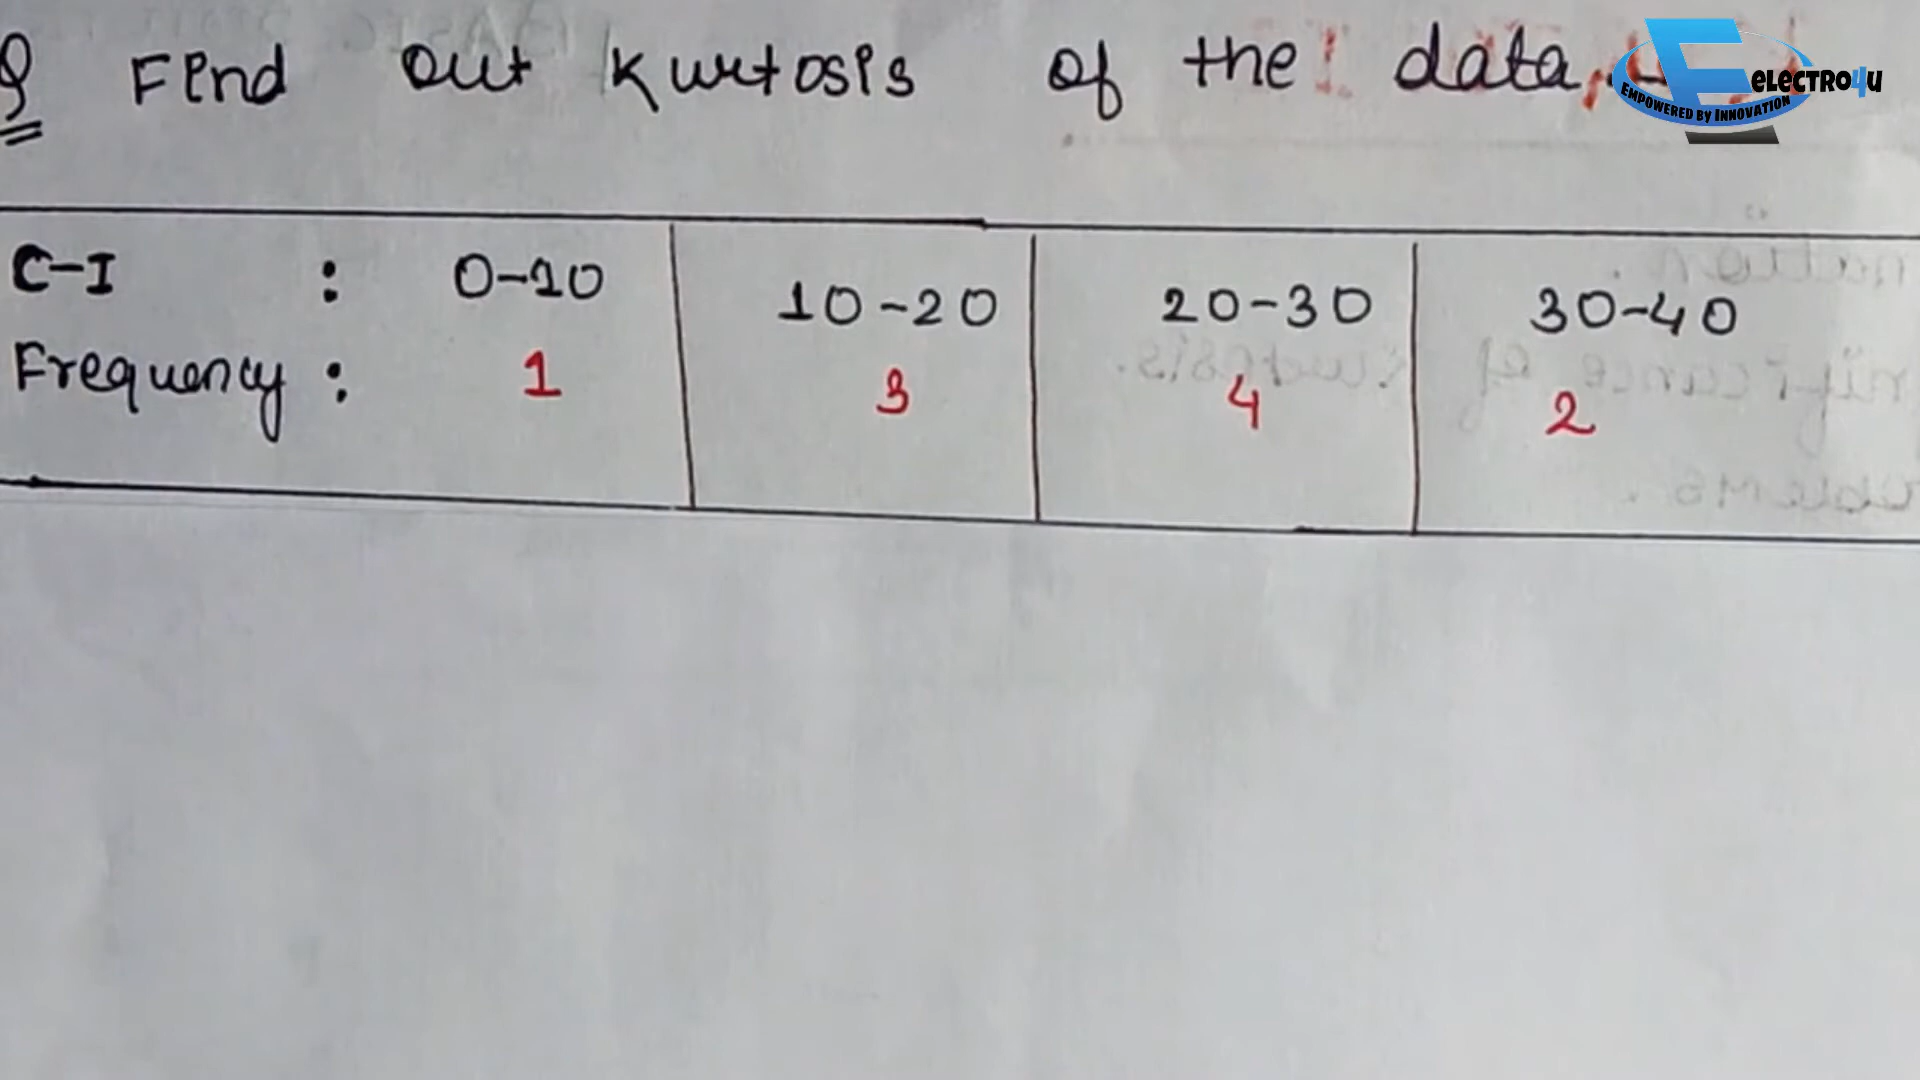 Q Find out Kurtosis of the data,
ELECTRO4U
EMPOWERED BY INNOVATION
C-I : 0-10 10-20 20-30 30-40
Frequency : 1 3 4 2